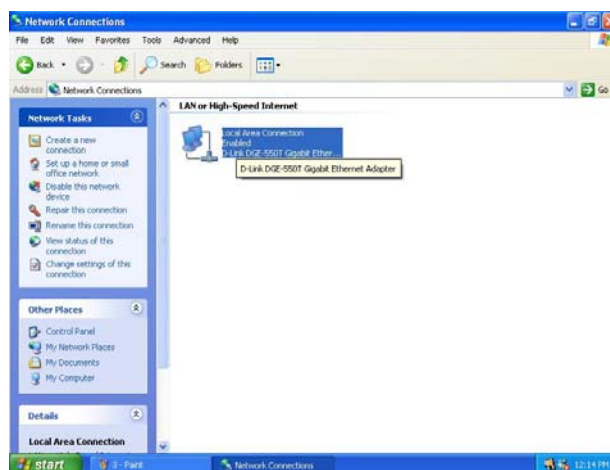 Network Connections
File Edit View Favorites Tools Advanced Help
Back Search Folders
Address Network Connections Go
LAN or High-Speed Internet
Network Tasks
Create a new
connection
Set up a home or small
office network
Disable this network
device
Repair this connection
Rename this connection
View status of this
connection
Change settings of this
connection
Local Area Connection
Enabled
D-Link DGE-550T Gigabit Ether...
D-Link DGE-550T Gigabit Ethernet Adapter
Other Places
Control Panel
My Network Places
My Documents
My Computer
Details
Local Area Connection
start 3 - Paint Network Connections 12:14 PM